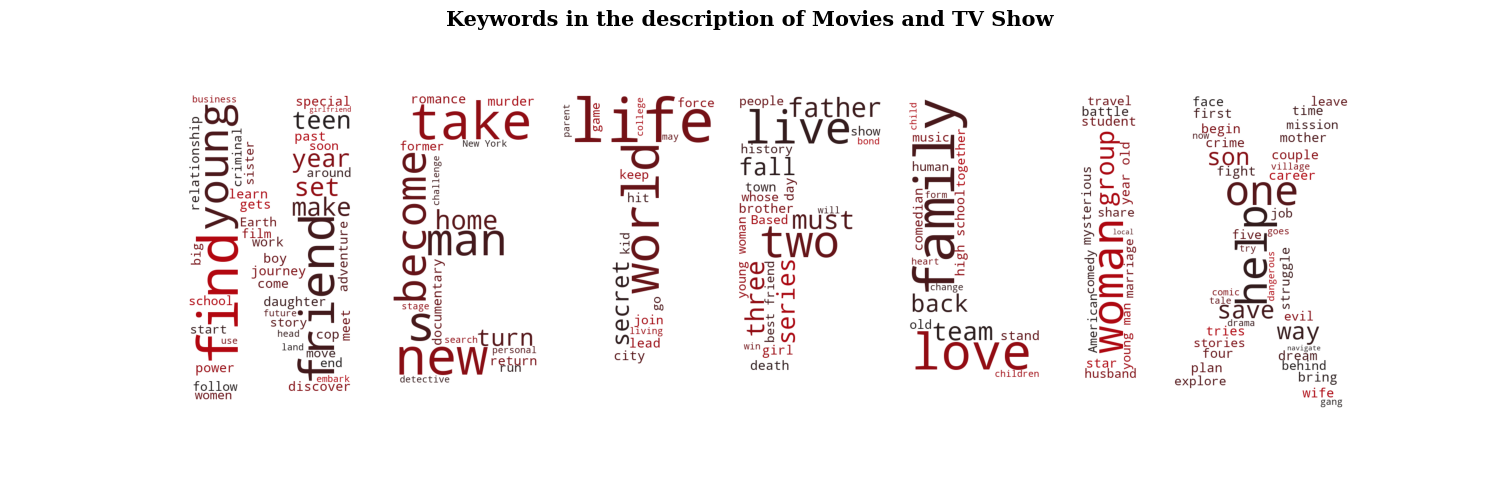 Keywords in the description of Movies and TV Show
business
young
relationship
criminal
sister
learn
gets
Earth
film
big
find
work
boy
journey
come
school
start
use
power
follow
women
special
girlfriend
teen
past
soon
year
around
set
make
friend
adventure
daughter
future
story
head
cop
meet
land
move
end
embark
discover
romance
murder
take
former
New York
become
challenge
home
man
documentary
stage
s
search
turn
new
personal
return
run
detective
life
force
parent
game
college
may
world
keep
hit
kid
secret
go
join
living
lead
city
people
father
live
show
bond
history
fall
town
day
whose
brother
will
Based
must
woman
two
young
three
best friend
series
win
girl
death
child
family
music
high school
together
human
form
comedian
heart
change
back
old
team
stand
love
children
travel
battle
student
group
year old
mysterious
share
local
woman
marriage
comedy
American
young man
star
husband
face
first
leave
time
now
begin
mission
crime
mother
son
couple
fight
village
career
one
help
job
five
goes
try
struggle
dangerous
comic
tale
save
evil
drama
tries
way
stories
navigate
four
dream
behind
plan
bring
explore
wife
gang